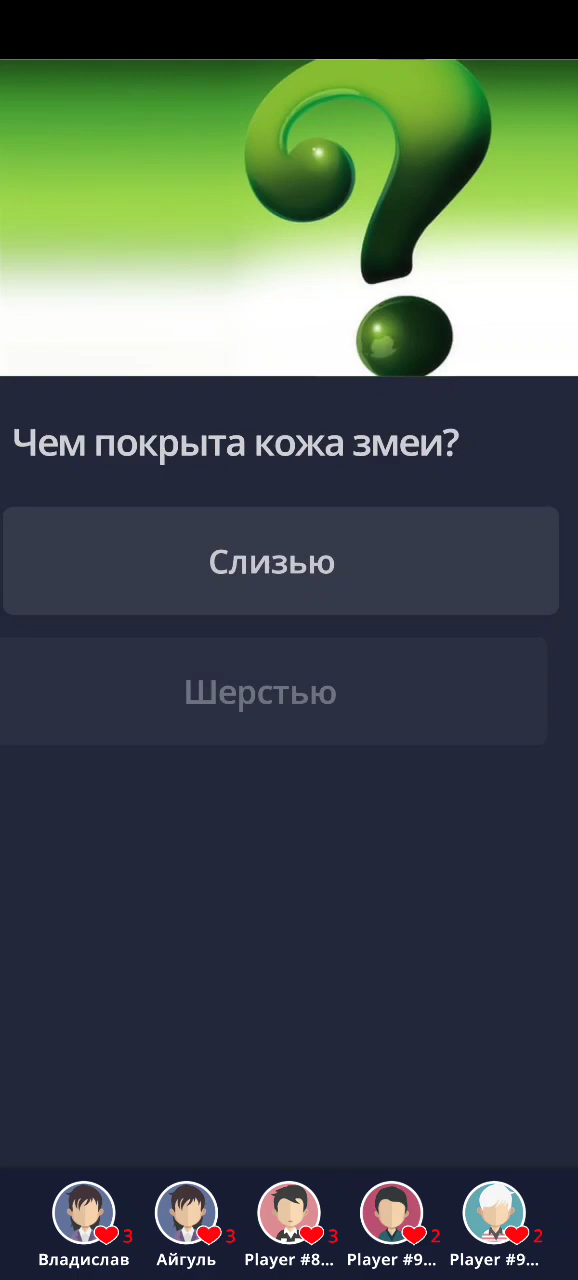 Чем покрыта кожа змеи?
Слизью
Шерстью
3
3
3
2
2
Владислав
Айгуль
Player #8...
Player #9...
Player #9...